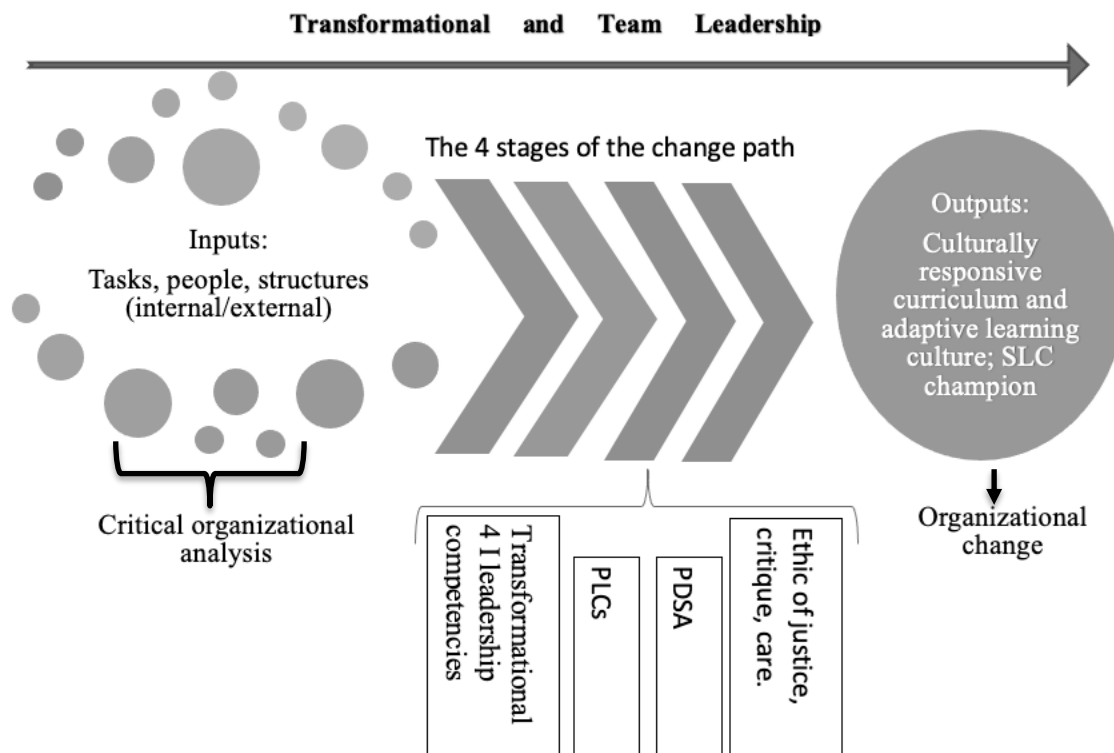 Transformational and Team Leadership
The 4 stages of the change path
Inputs:
Tasks, people, structures
(internal/external)
Outputs:
Culturally
responsive
curriculum and
adaptive learning
culture; SLC
champion
Critical organizational
analysis
Transformational
4 I leadership
competencies
PLCs
PDSA
Ethic of justice,
critique, care.
Organizational
change